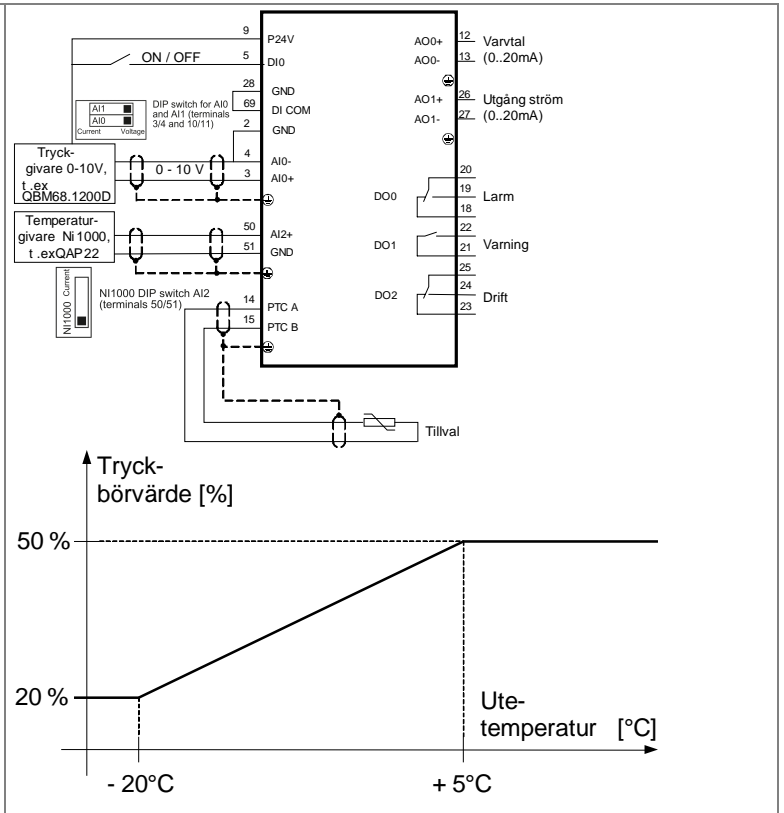 9
P24V
ON / OFF
5
DI0
28
GND
69
DI COM
2
GND
AI1
AI0
Current Voltage
DIP switch for AI0
and AI1 (terminals
3/4 and 10/11)
Tryck-
givare 0-10V,
t .ex
QBM68.1200D
0 - 10 V
4
AI0-
3
AI0+
Temperatur-
givare Ni1000,
t .exQAP22
50
AI2+
51
GND
NI1000 Current
NI1000 DIP switch AI2
(terminals 50/51)
14
PTC A
15
PTC B
Tillval
AO0+ 12 Varvtal
AO0- 13 (0..20mA)
AO1+ 26 Utgång ström
AO1- 27 (0..20mA)
20
DO0 19 Larm
18
22
DO1 21 Varning
25
DO2 24 Drift
23
Tryck-
börvärde [%]
50 %
20 %
Ute-
temperatur [°C]
- 20°C
+ 5°C